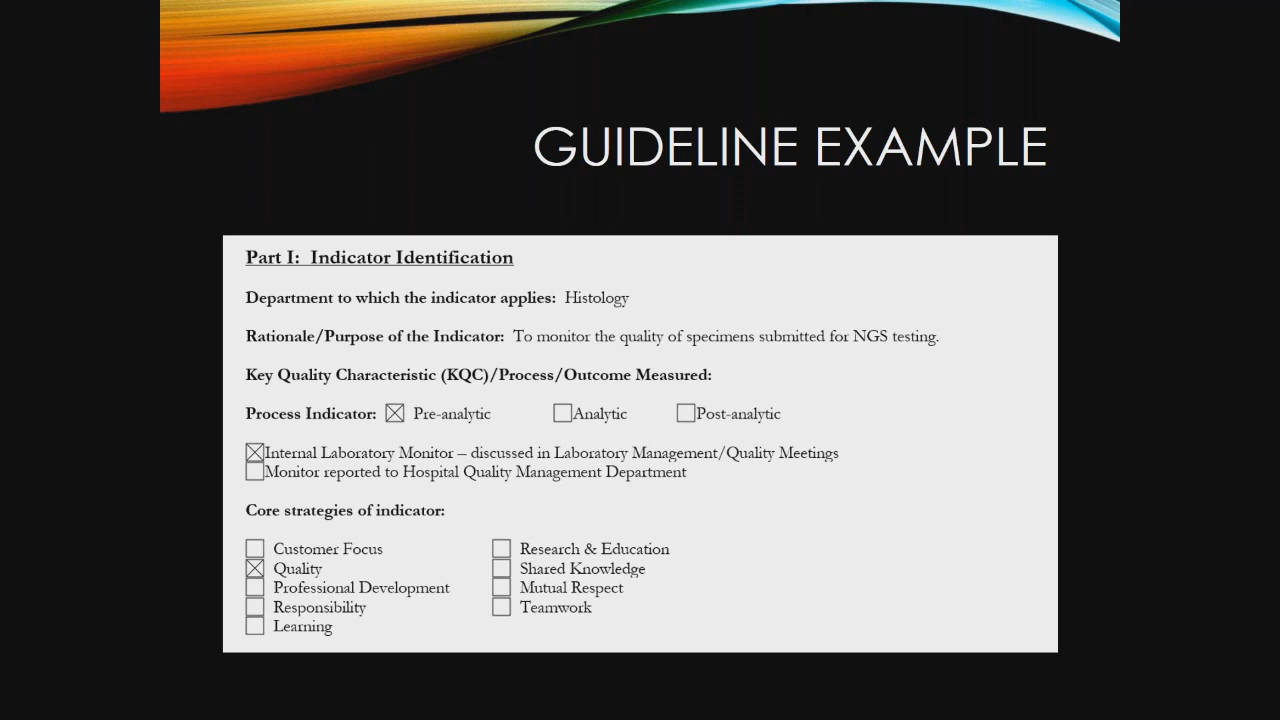 GUIDELINE EXAMPLE
Part I: Indicator Identification
Department to which the indicator applies: Histology
Rationale/Purpose of the Indicator: To monitor the quality of specimens submitted for NGS testing.
Key Quality Characteristic (KQC)/Process/Outcome Measured:
Process Indicator: ☒ Pre-analytic ☐ Analytic ☐ Post-analytic
☒ Internal Laboratory Monitor – discussed in Laboratory Management/Quality Meetings
☐ Monitor reported to Hospital Quality Management Department
Core strategies of indicator:
☐ Customer Focus ☐ Research & Education
☒ Quality ☐ Shared Knowledge
☐ Professional Development ☐ Mutual Respect
☐ Responsibility ☐ Teamwork
☐ Learning